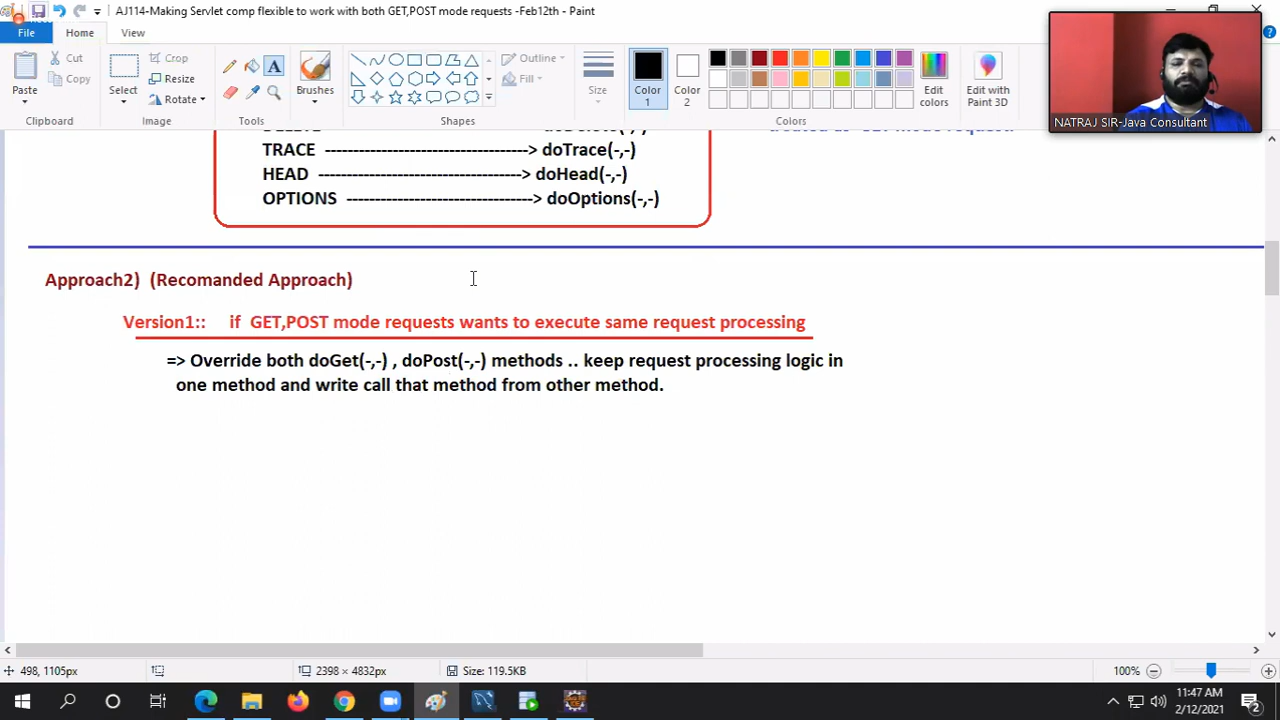 AJ114-Making Servlet comp flexible to work with both GET,POST mode requests -Feb12th - Paint
File Home View
Paste
Cut
Copy
Clipboard
Select
Crop
Resize
Rotate
Image
Tools
Brushes
Shapes
Outline
Fill
Size
Color 1
Color 2
Edit colors
Colors
Edit with Paint 3D
NATRAJ SIR-Java Consultant
TRACE ------------------------------------> doTrace(-,-)
HEAD ------------------------------------> doHead(-,-)
OPTIONS ---------------------------------> doOptions(-,-)
Approach2) (Recomanded Approach)
Version1:: if GET,POST mode requests wants to execute same request processing
=> Override both doGet(-,-) , doPost(-,-) methods .. keep request processing logic in
one method and write call that method from other method.
498, 1105px
2398 × 4832px
Size: 119.5KB
100%
11:47 AM
2/12/2021
2